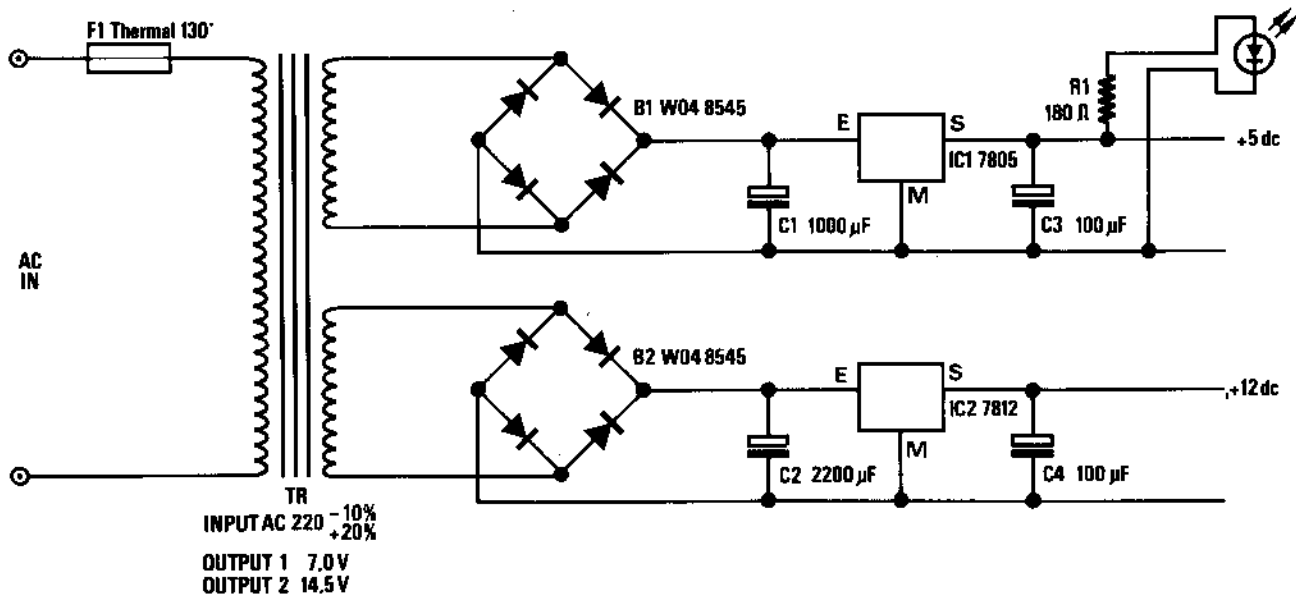 F1 Thermal 130°
B1 W04 8545
R1
180 Ω
E
S
+5 dc
IC1 7805
M
C1 1000 µF
C3 100 µF
AC
IN
B2 W04 8545
E
S
,+12 dc
IC2 7812
M
C2 2200 µF
C4 100 µF
TR
INPUT AC 220 -10%
+20%
OUTPUT 1 7,0 V
OUTPUT 2 14,5 V